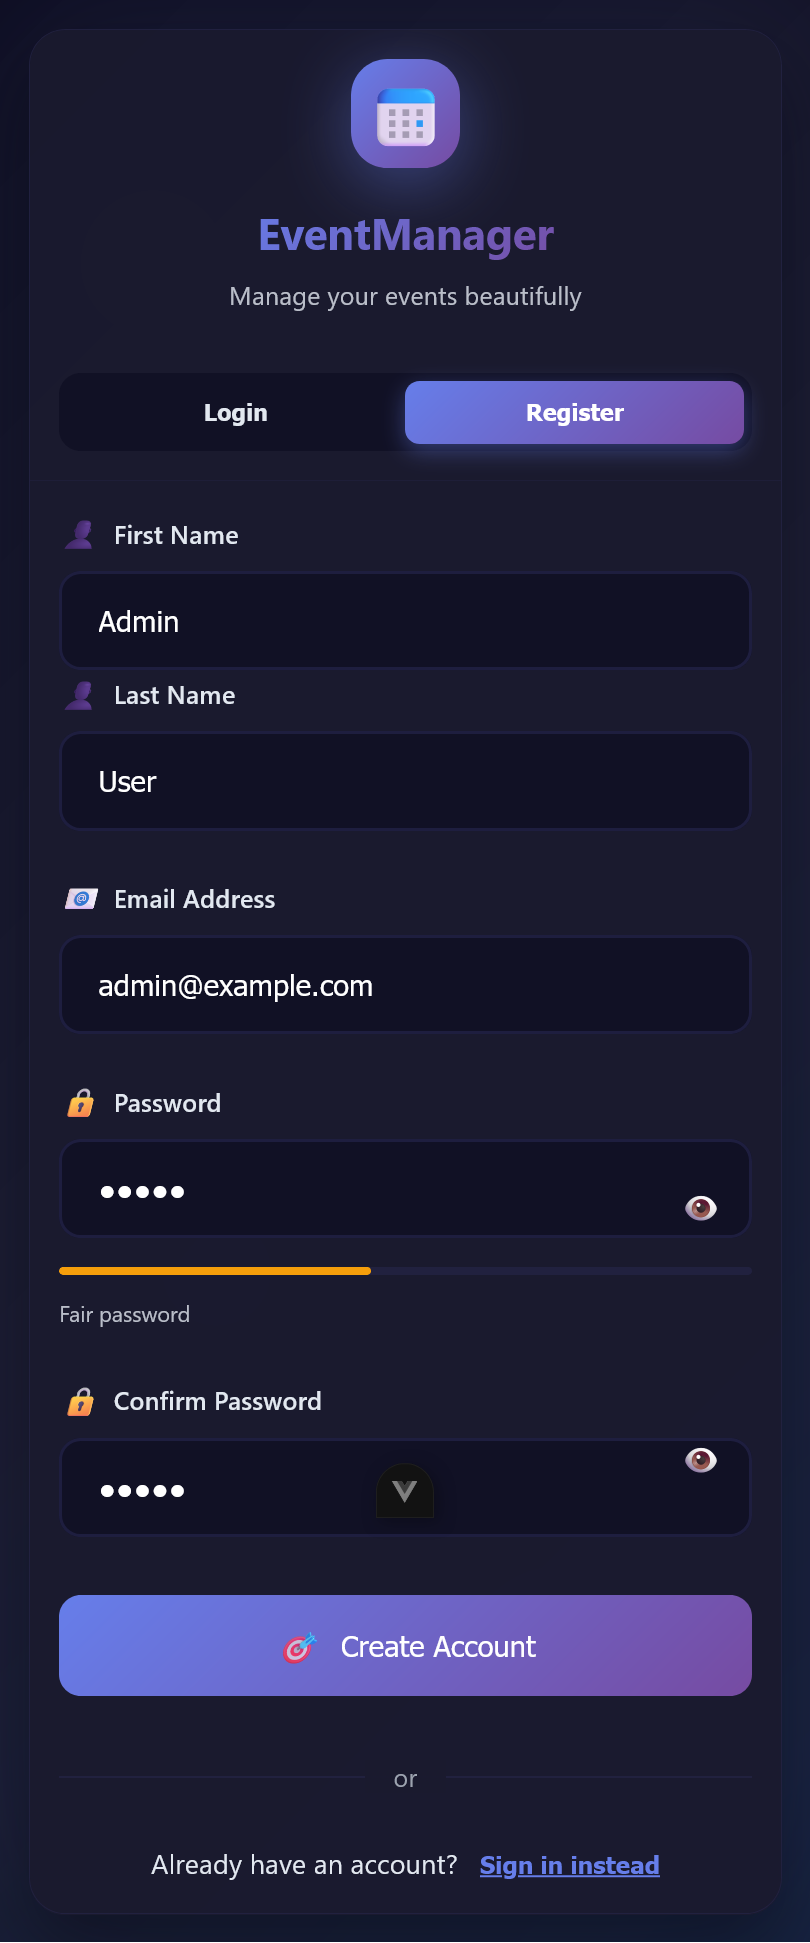 EventManager
Manage your events beautifully
Login
Register
First Name
Admin
Last Name
User
Email Address
admin@example.com
Password
•••••
Fair password
Confirm Password
•••••
Create Account
or
Already have an account? Sign in instead